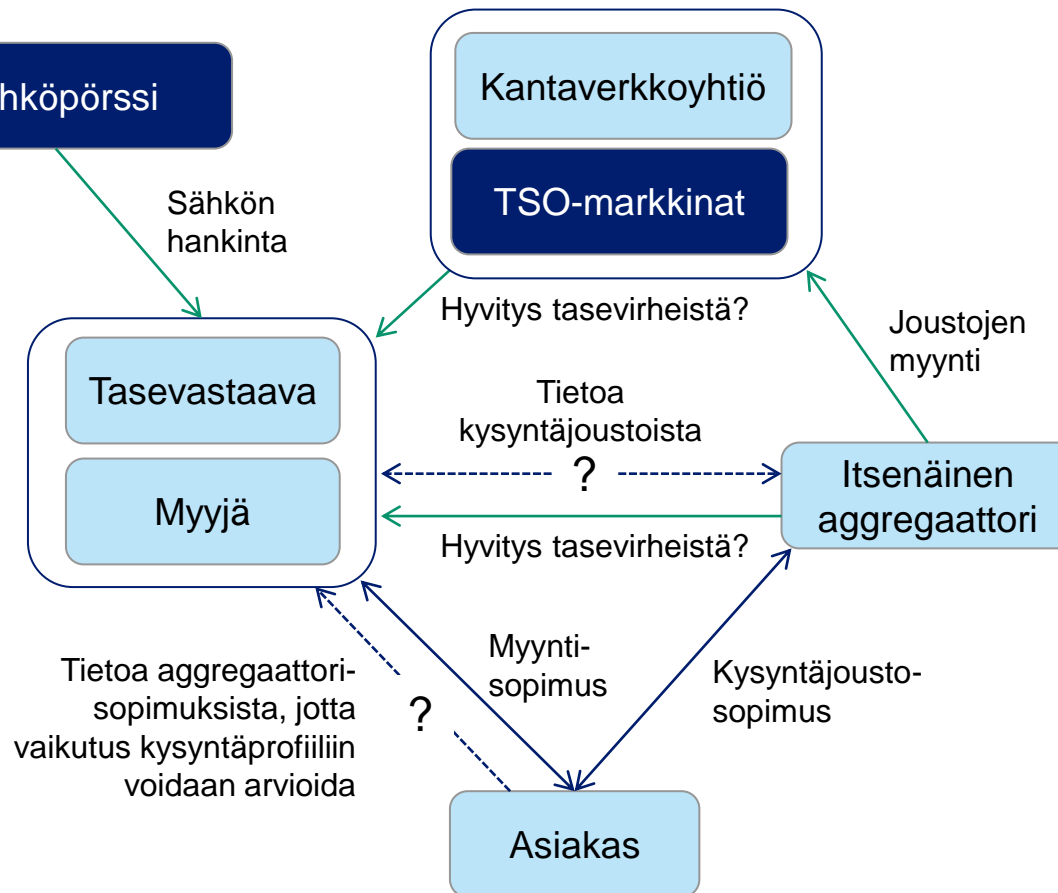 Kantaverkkoyhtiö
hköpörssi
TSO-markkinat
Sähkön
hankinta
Hyvitys tasevirheistä?
Joustojen
myynti
Tasevastaava
Tietoa
kysyntäjoustoista
?
Itsenäinen
aggregaattori
Myyjä
Hyvitys tasevirheistä?
Myynti-
sopimus
Tietoa aggregaattori-
sopimuksista, jotta
vaikutus kysyntäprofiiliin
voidaan arvioida
?
Kysyntäjousto-
sopimus
Asiakas